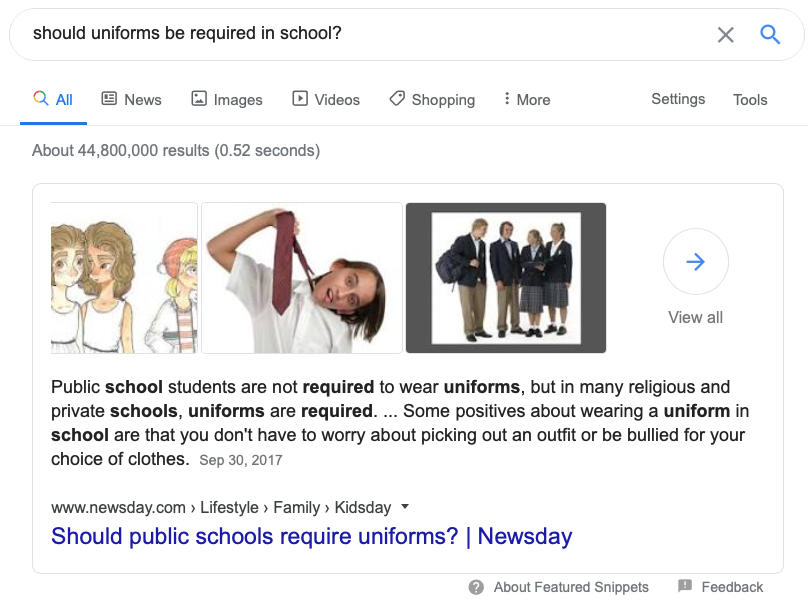 should uniforms be required in school?
All News Images Videos Shopping More Settings Tools
About 44,800,000 results (0.52 seconds)
View all
Public school students are not required to wear uniforms, but in many religious and
private schools, uniforms are required. ... Some positives about wearing a uniform in
school are that you don't have to worry about picking out an outfit or be bullied for your
choice of clothes. Sep 30, 2017
www.newsday.com › Lifestyle › Family › Kidsday
Should public schools require uniforms? | Newsday
About Featured Snippets Feedback